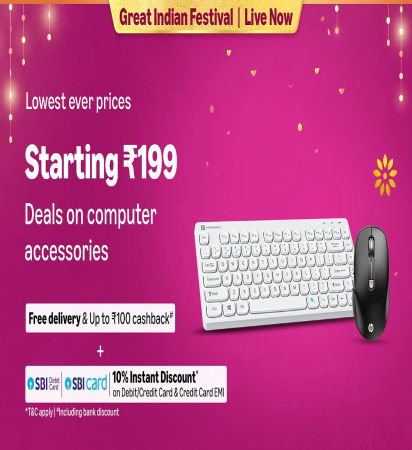 Great Indian Festival | Live Now
Lowest ever prices
Starting ₹199
Deals on computer
accessories
Free delivery & Up to ₹100 cashback#
+
SBI Debit Card | SBI card | 10% Instant Discount*
on Debit/Credit Card & Credit Card EMI
*T&C apply | #Including bank discount
hp